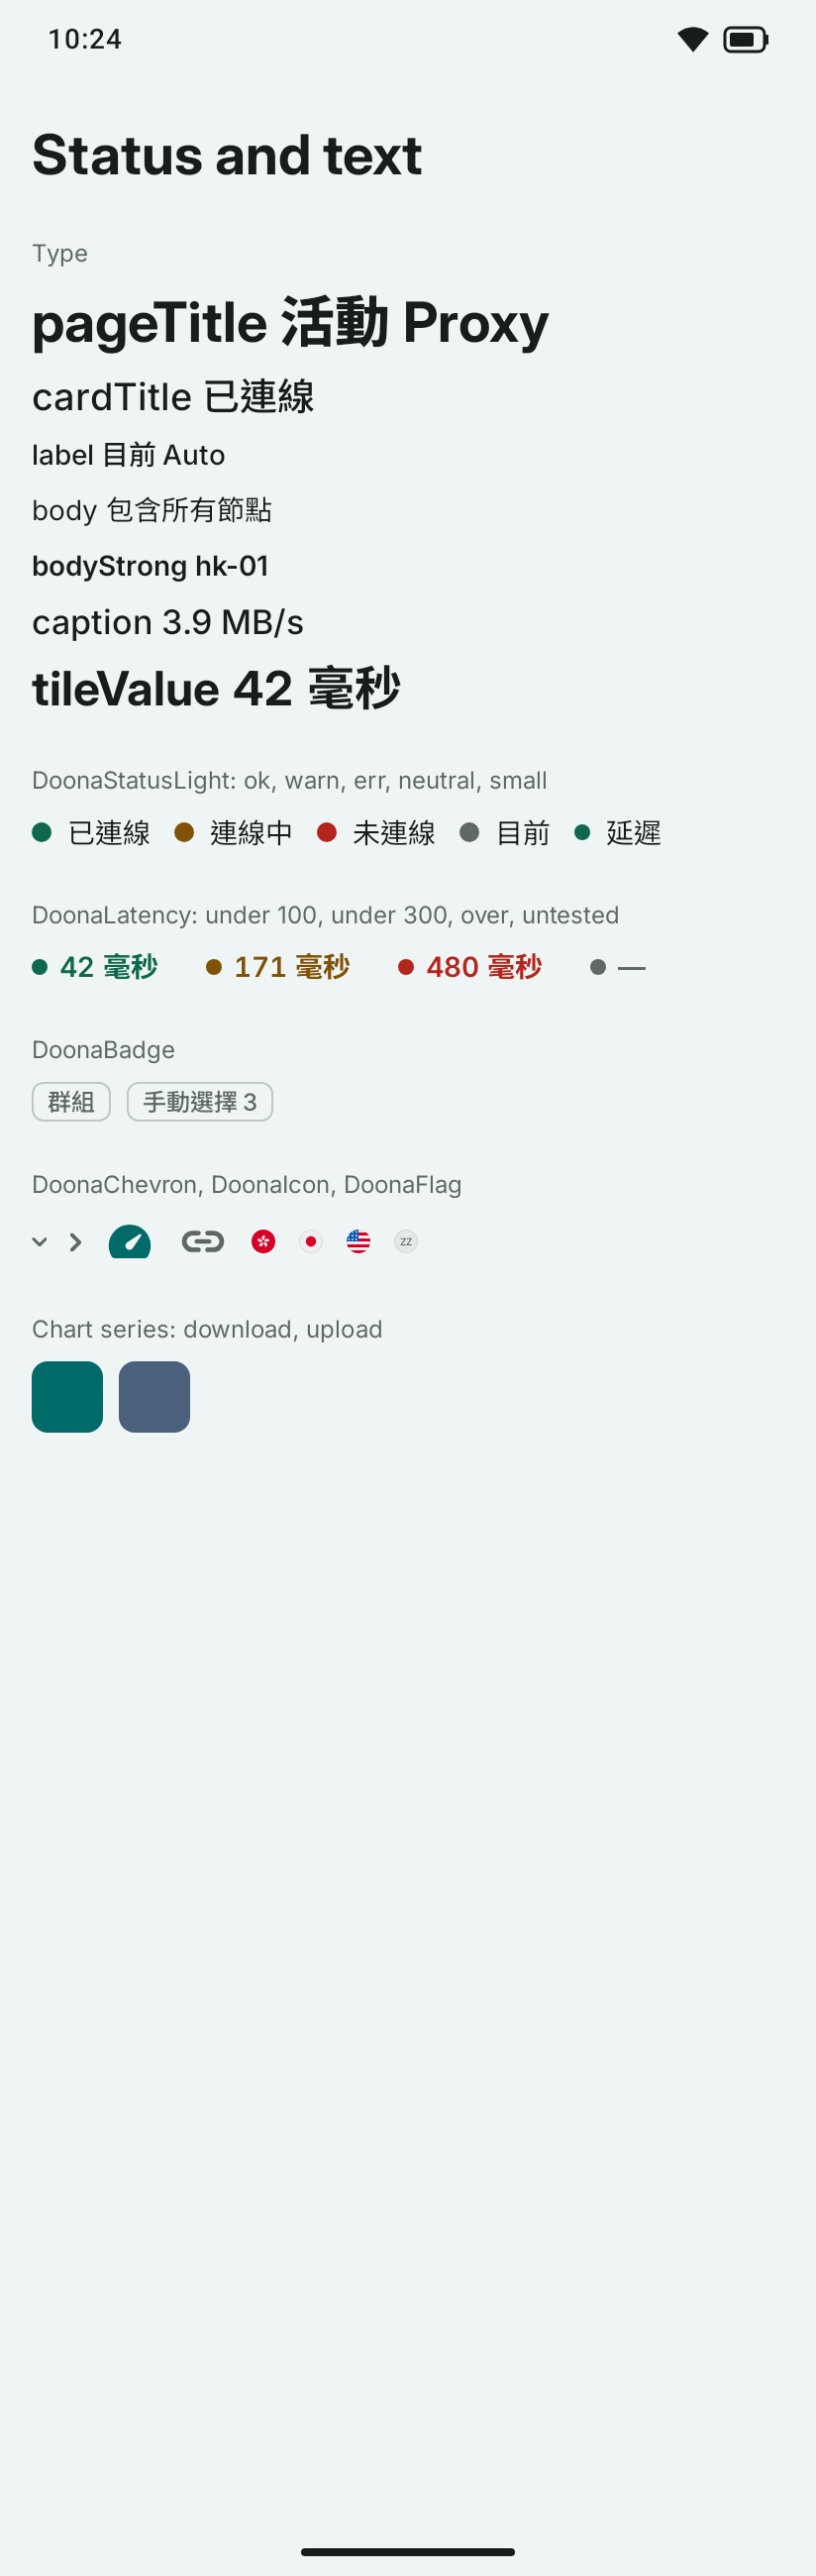 10:24
Status and text
Type
pageTitle 活動 Proxy
cardTitle 已連線
label 目前 Auto
body 包含所有節點
bodyStrong hk-01
caption 3.9 MB/s
tileValue 42 毫秒
DoonaStatusLight: ok, warn, err, neutral, small
已連線 連線中 未連線 目前 延遲
DoonaLatency: under 100, under 300, over, untested
42 毫秒 171 毫秒 480 毫秒 —
DoonaBadge
群組 手動選擇 3
DoonaChevron, DoonaIcon, DoonaFlag
ZZ
Chart series: download, upload